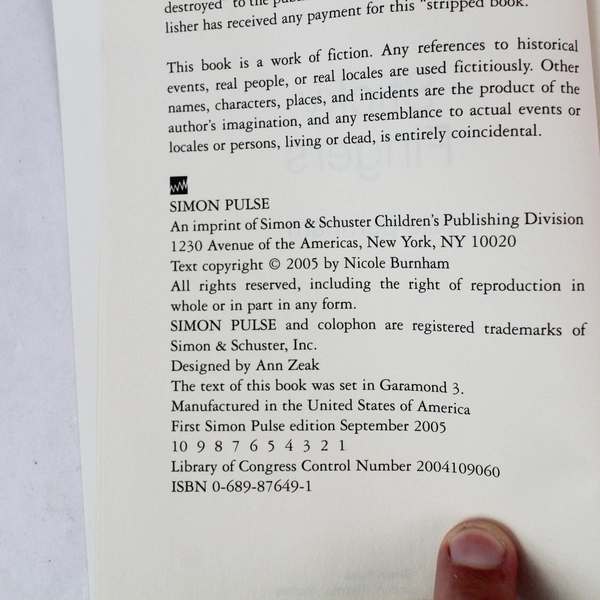 destroyed" to the
lisher has received any payment for this "stripped book."
This book is a work of fiction. Any references to historical
events, real people, or real locales are used fictitiously. Other
names, characters, places, and incidents are the product of the
author's imagination, and any resemblance to actual events or
locales or persons, living or dead, is entirely coincidental.
SIMON PULSE
An imprint of Simon & Schuster Children's Publishing Division
1230 Avenue of the Americas, New York, NY 10020
Text copyright © 2005 by Nicole Burnham
All rights reserved, including the right of reproduction in
whole or in part in any form.
SIMON PULSE and colophon are registered trademarks of
Simon & Schuster, Inc.
Designed by Ann Zeak
The text of this book was set in Garamond 3.
Manufactured in the United States of America
First Simon Pulse edition September 2005
10 9 8 7 6 5 4 3 2 1
Library of Congress Control Number 2004109060
ISBN 0-689-87649-1